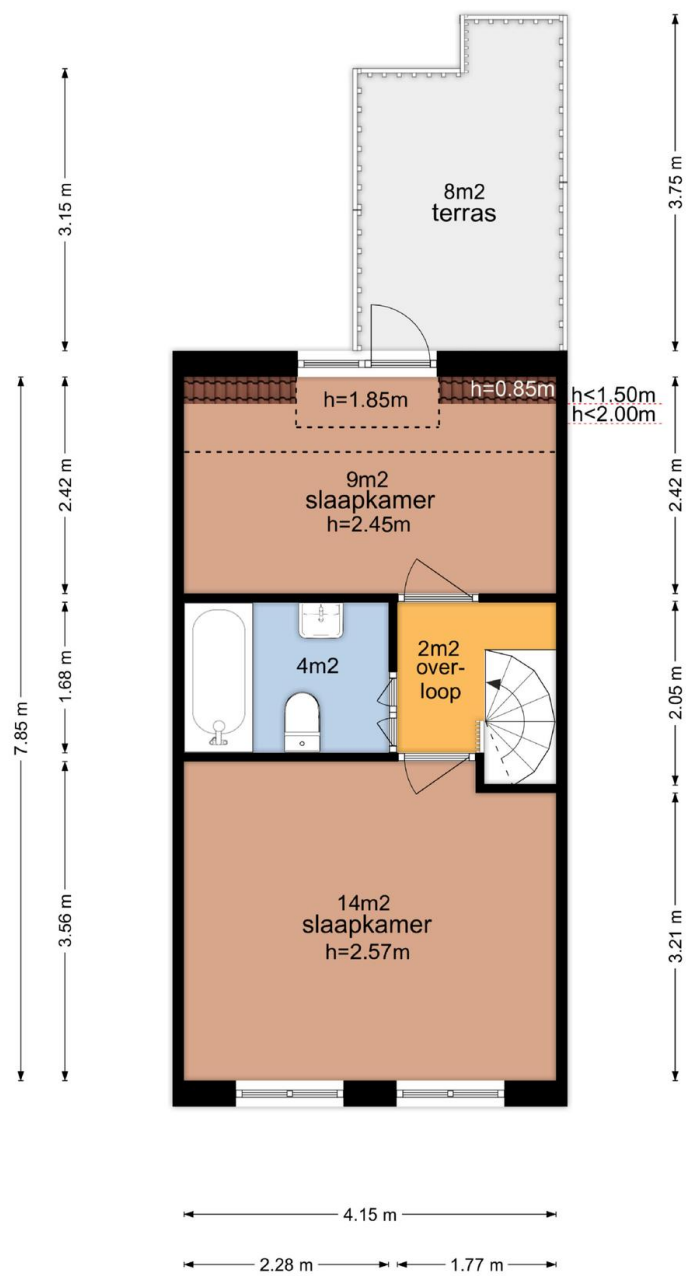 3.15 m
3.75 m
8m2
terras
h=1.85m
h=0.85m
h<1.50m
h<2.00m
2.42 m
2.42 m
9m2
slaapkamer
h=2.45m
7.85 m
1.68 m
4m2
2m2
over-
loop
2.05 m
3.56 m
14m2
slaapkamer
h=2.57m
3.21 m
4.15 m
2.28 m
1.77 m